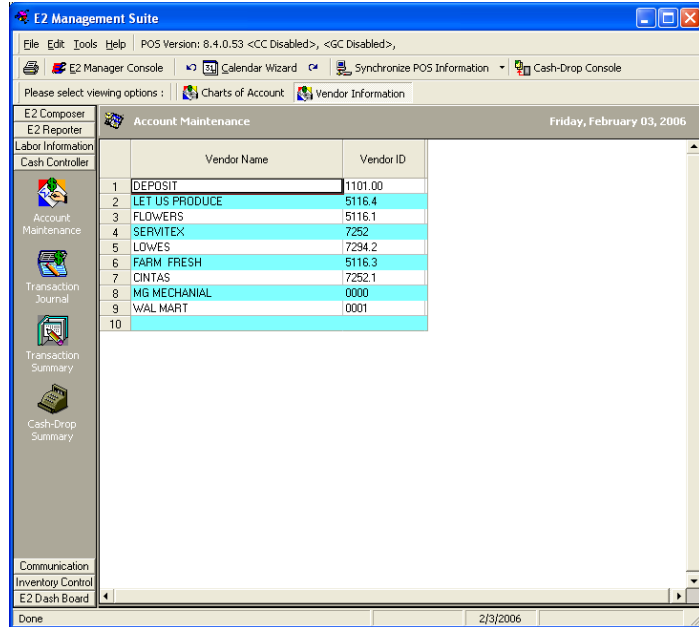 E2 Management Suite
File Edit Tools Help POS Version: 8.4.0.53 <CC Disabled>, <GC Disabled>,
E2 Manager Console 31 Calendar Wizard Synchronize POS Information Cash-Drop Console
Please select viewing options : Charts of Account Vendor Information
E2 Composer
E2 Reporter
Labor Information
Cash Controller
Account Maintenance
Transaction Journal
Transaction Summary
Cash-Drop Summary
Communication
Inventory Control
E2 Dash Board
Account Maintenance Friday, February 03, 2006
Vendor Name Vendor ID
1 DEPOSIT 1101.00
2 LET US PRODUCE 5116.4
3 FLOWERS 5116.1
4 SERVITEX 7252
5 LOWES 7294.2
6 FARM FRESH 5116.3
7 CINTAS 7252.1
8 MG MECHANIAL 0000
9 WAL MART 0001
10
Done 2/3/2006